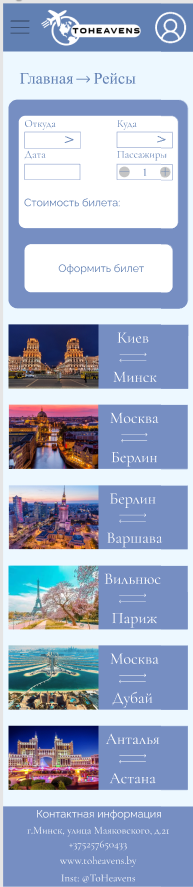 TOHEAVENS
Главная→Рейсы
Откуда
Куда
>
>
Дата
Пассажиры
1
Стоимость билета:
Оформить билет
Киев
Минск
Москва
Берлин
Берлин
Варшава
Вильнюс
Париж
Москва
Дубай
Анталья
Астана
Контактная информация
г.Минск, улица Маяковского, д.21
+375257650433
www.toheavens.by
Inst: @ToHeavens